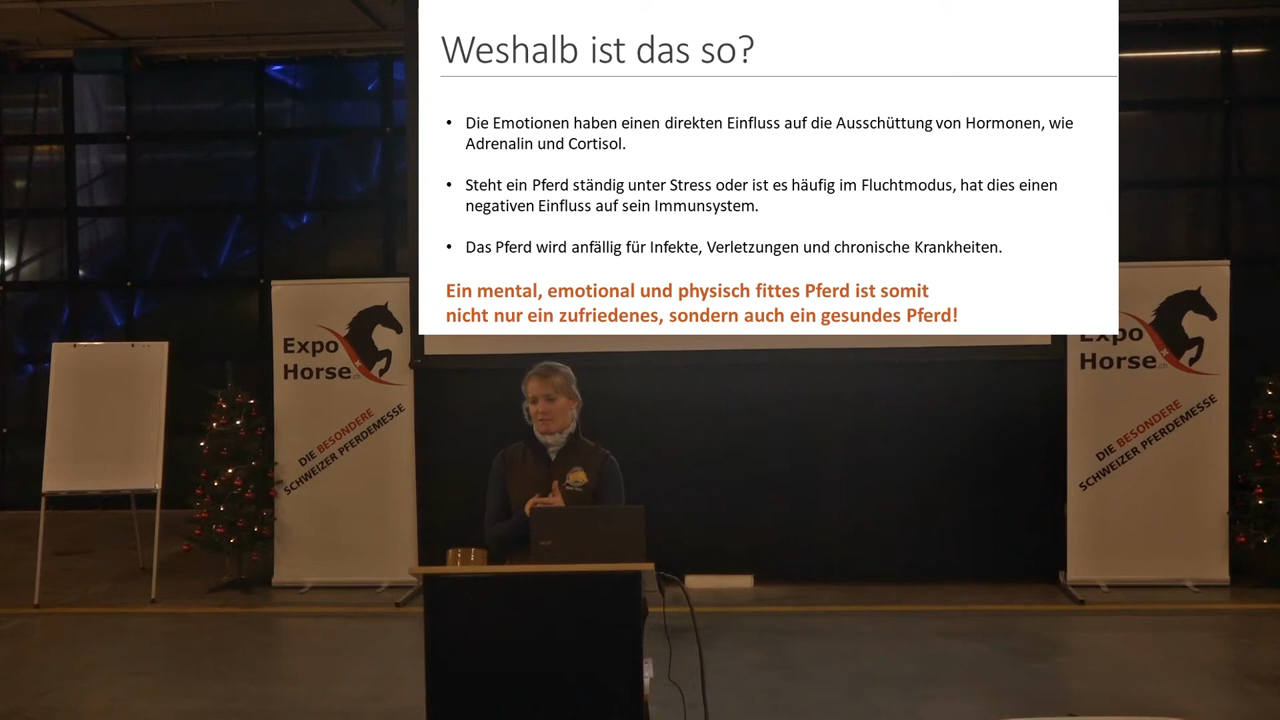 Weshalb ist das so?
• Die Emotionen haben einen direkten Einfluss auf die Ausschüttung von Hormonen, wie
Adrenalin und Cortisol.
• Steht ein Pferd ständig unter Stress oder ist es häufig im Fluchtmodus, hat dies einen
negativen Einfluss auf sein Immunsystem.
• Das Pferd wird anfällig für Infekte, Verletzungen und chronische Krankheiten.
Ein mental, emotional und physisch fittes Pferd ist somit
nicht nur ein zufriedenes, sondern auch ein gesundes Pferd!
Expo
Horse.ch
DIE BESONDERE
SCHWEIZER PFERDEMESSE
Expo
Horse.ch
DIE BESONDERE
SCHWEIZER PFERDEMESSE